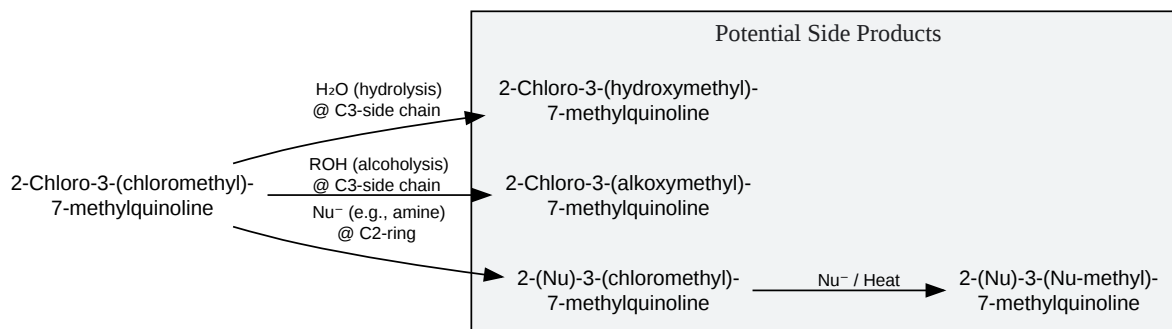 Potential Side Products
H₂O (hydrolysis)
@ C3-side chain
2-Chloro-3-(hydroxymethyl)-
7-methylquinoline
2-Chloro-3-(chloromethyl)-
7-methylquinoline
ROH (alcoholysis)
@ C3-side chain
2-Chloro-3-(alkoxymethyl)-
7-methylquinoline
Nu⁻ (e.g., amine)
@ C2-ring
2-(Nu)-3-(chloromethyl)-
7-methylquinoline
Nu⁻ / Heat
2-(Nu)-3-(Nu-methyl)-
7-methylquinoline